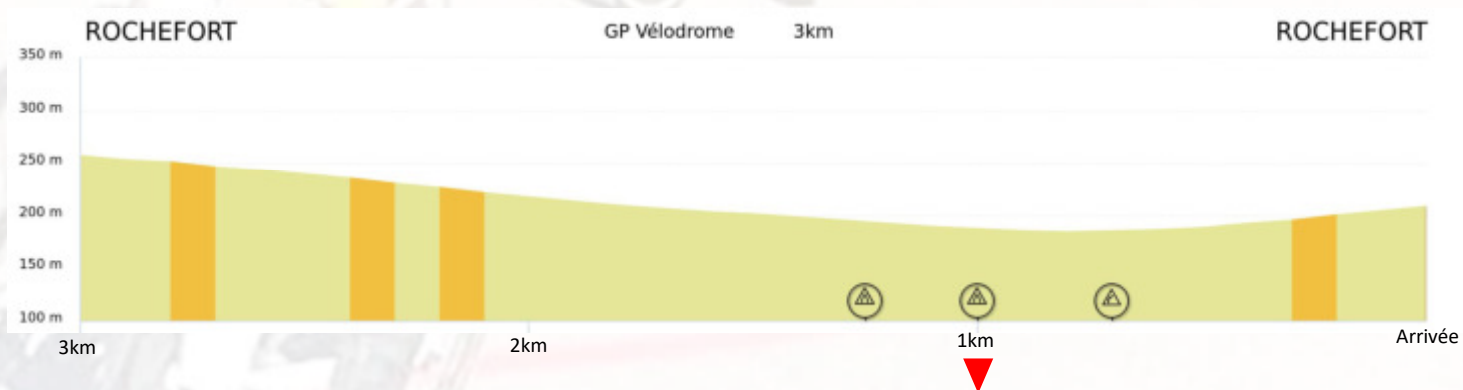 ROCHEFORT GP Vélodrome 3km ROCHEFORT
350 m
300 m
250 m
200 m
150 m
100 m
3km 2km 1km Arrivée